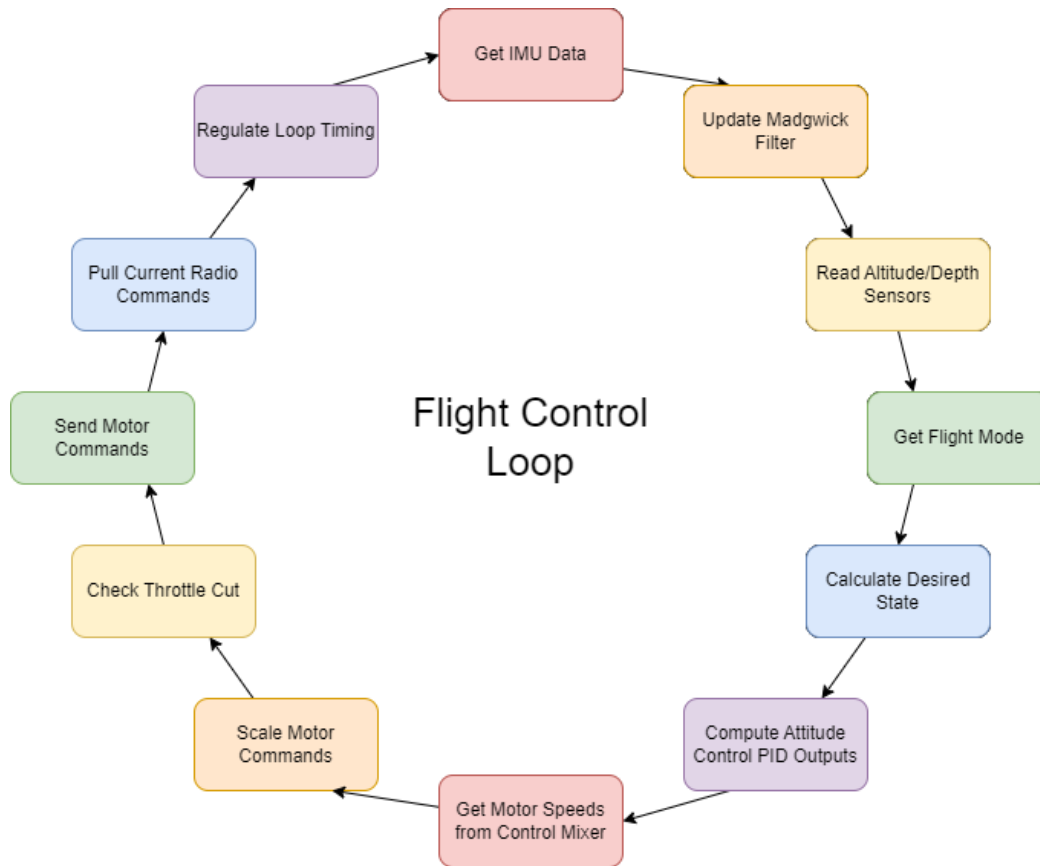 Get IMU Data
Update Madgwick
Filter
Read Altitude/Depth
Sensors
Get Flight Mode
Calculate Desired
State
Compute Attitude
Control PID Outputs
Get Motor Speeds
from Control Mixer
Scale Motor
Commands
Check Throttle Cut
Send Motor
Commands
Pull Current Radio
Commands
Regulate Loop Timing
Flight Control
Loop